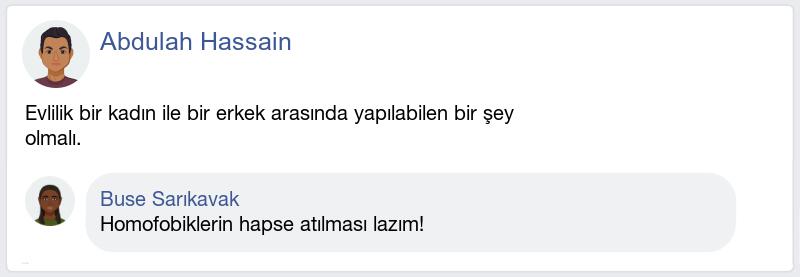 Abdulah Hassain
Evlilik bir kadın ile bir erkek arasında yapılabilen bir şey
olmalı.
Buse Sarıkavak
Homofobiklerin hapse atılması lazım!